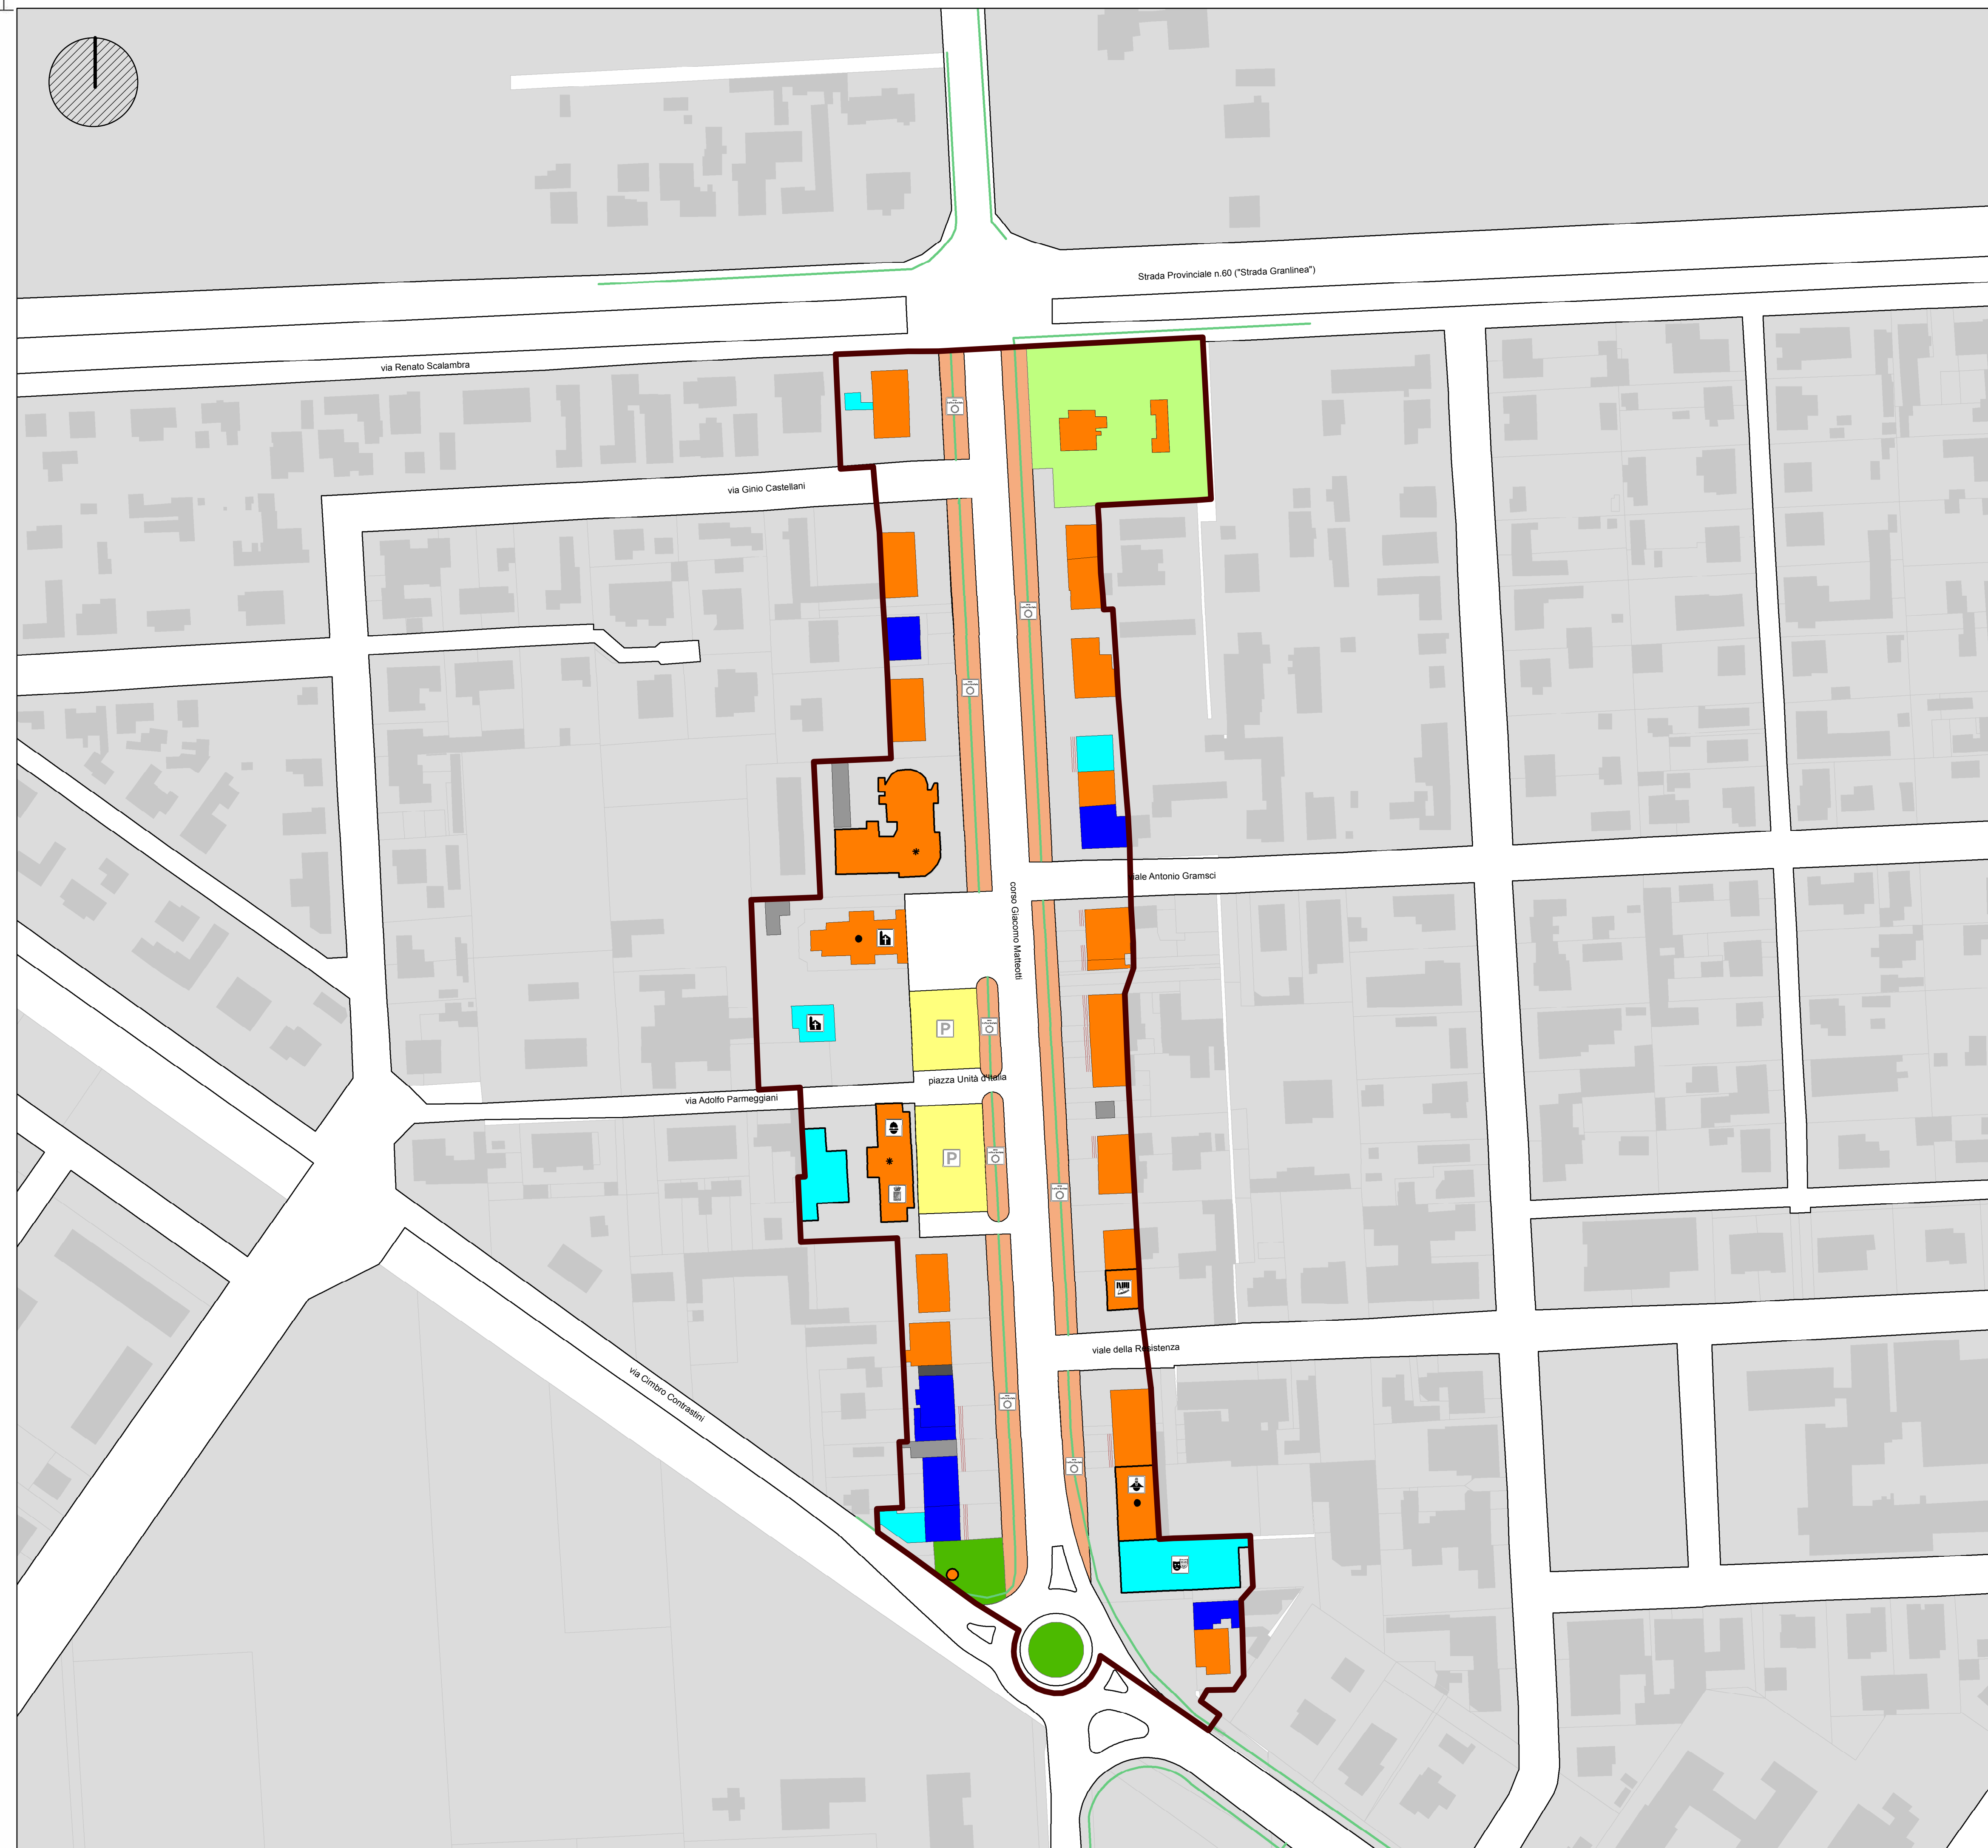 Strada Provinciale n.60 ("Strada Granlinea")
via Renato Scalambra
via Ginio Castellani
viale Antonio Gramsci
corso Giacomo Matteotti
P
piazza Unità d'Italia
via Adolfo Parmeggiani
P
viale della Resistenza
via Cimbro Contrastini